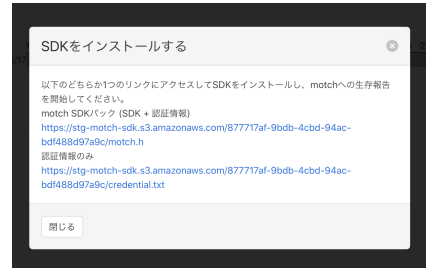 SDKをインストールする
以下のどちらか1つのリンクにアクセスしてSDKをインストールし、motchへの生存報告
を開始してください。
motch SDKパック (SDK + 認証情報)
https://stg-motch-sdk.s3.amazonaws.com/877717af-9bdb-4cbd-94ac-
bdf488d97a9c/motch.h
認証情報のみ
https://stg-motch-sdk.s3.amazonaws.com/877717af-9bdb-4cbd-94ac-
bdf488d97a9c/credential.txt
閉じる